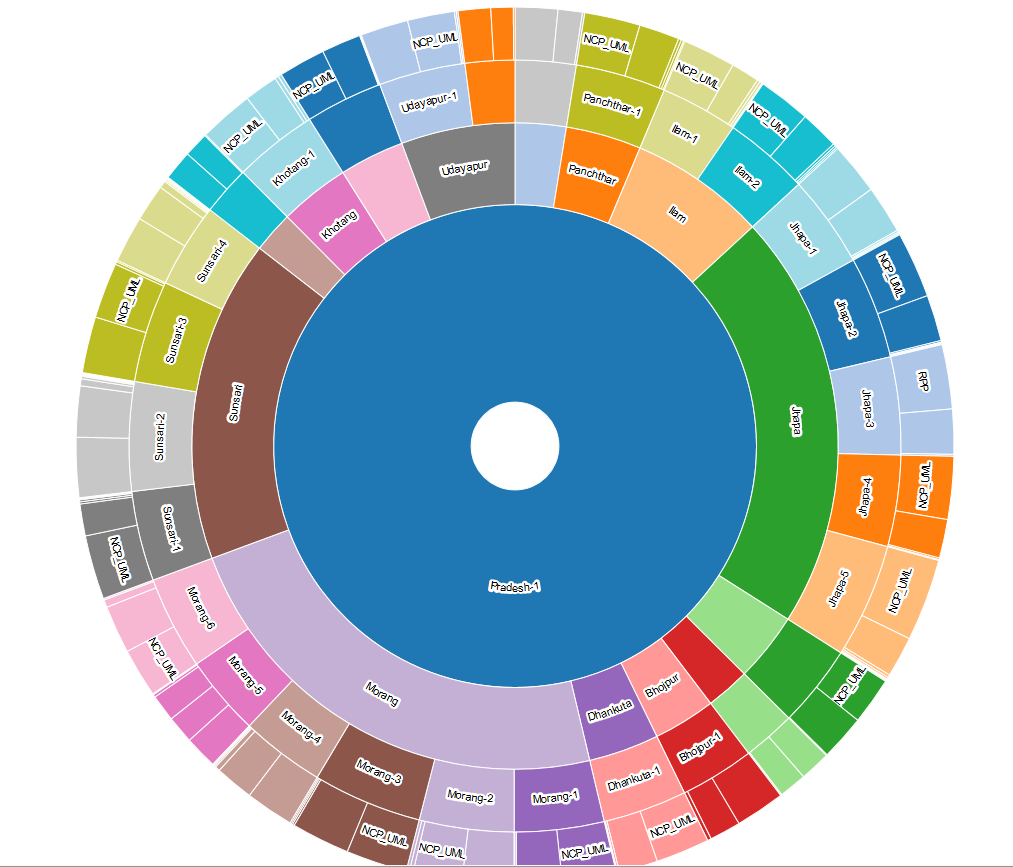 Pradesh-1
Panchthar
Ilam
Jhapa
Bhojpur
Dhankuta
Morang
Sunsari
Khotang
Udayapur
Panchthar-1
Ilam-1
Ilam-2
Jhapa-1
Jhapa-2
Jhapa-3
Jhapa-4
Jhapa-5
Bhojpur-1
Dhankuta-1
Morang-1
Morang-2
Morang-3
Morang-4
Morang-5
Morang-6
Sunsari-1
Sunsari-2
Sunsari-3
Sunsari-4
Khotang-1
Udayapur-1
NCP_UML
NCP_UML
NCP_UML
NCP_UML
RPP
NCP_UML
NCP_UML
NCP_UML
NCP_UML
NCP_UML
NCP_UML
NCP_UML
NCP_UML
NCP_UML
NCP_UML
NCP_UML
NCP_UML
NCP_UML